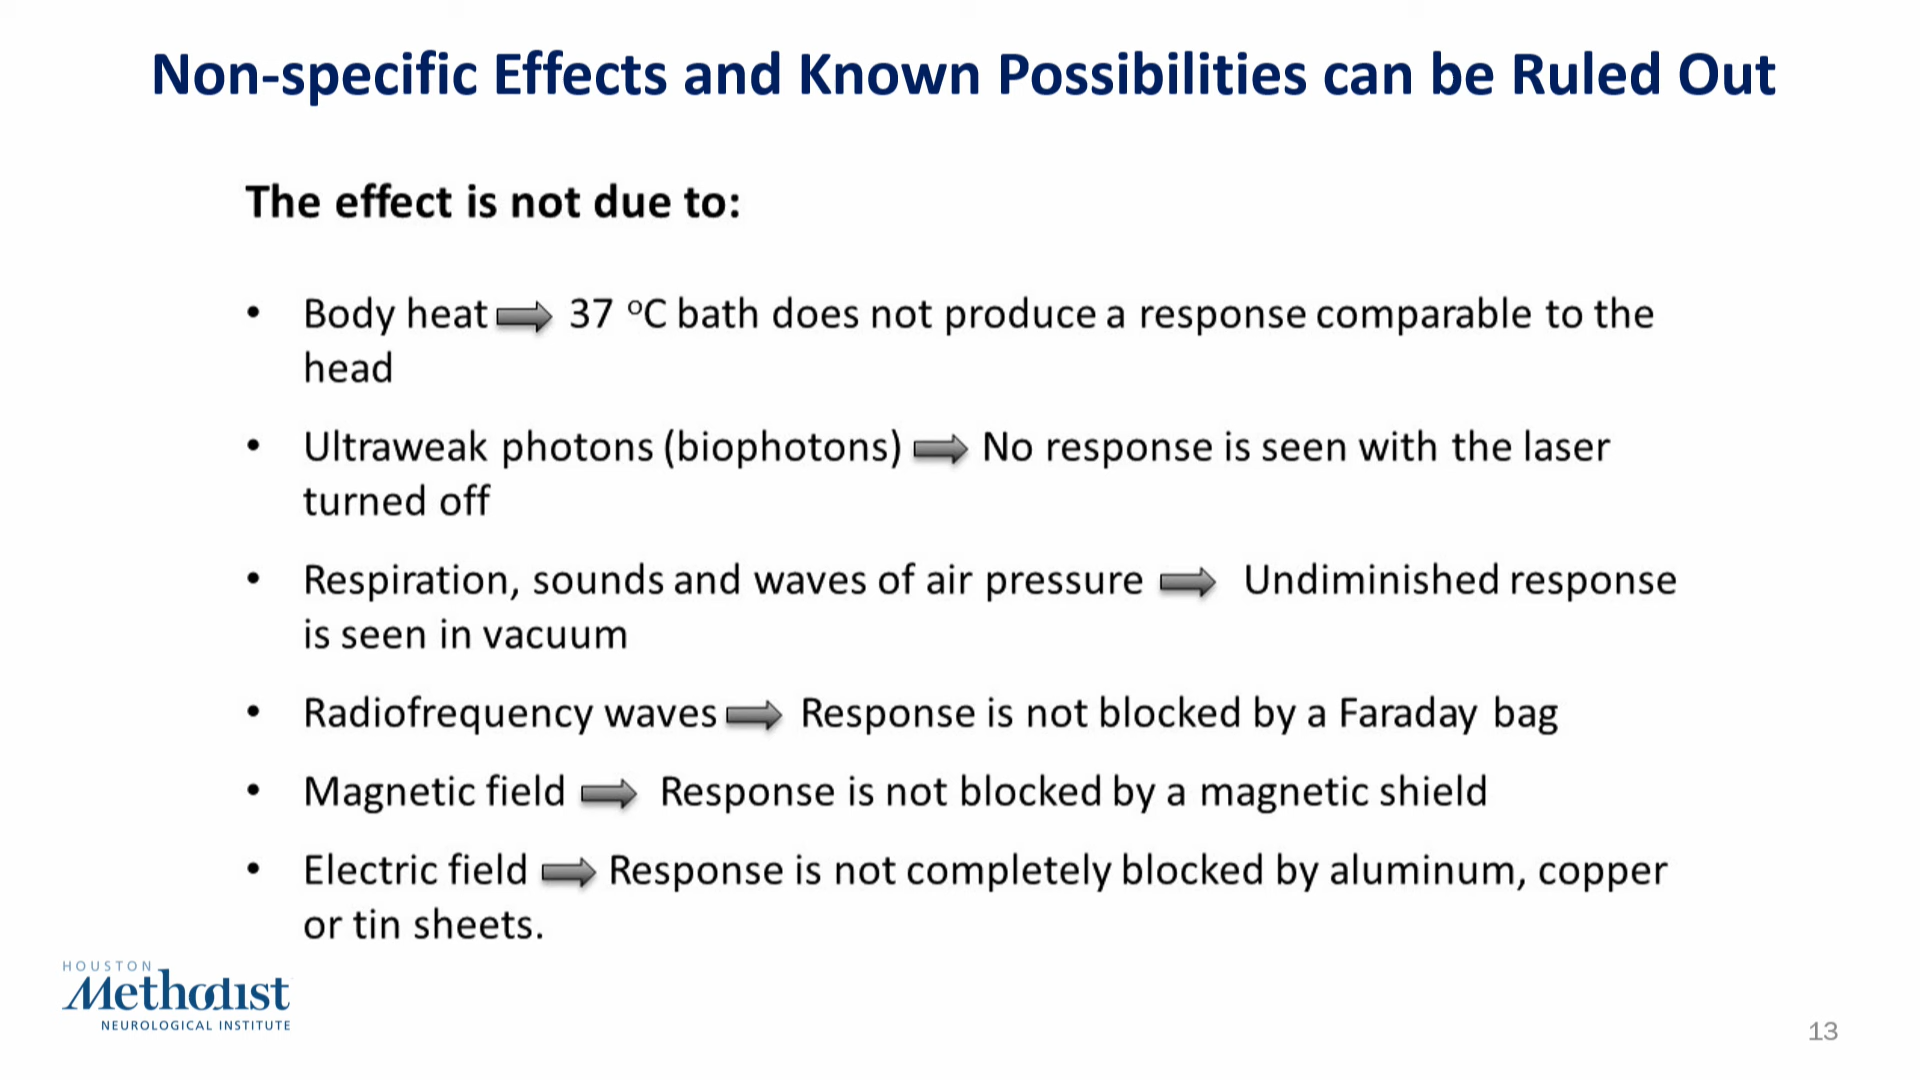 Non-specific Effects and Known Possibilities can be Ruled Out
The effect is not due to:
• Body heat ➡ 37 ºC bath does not produce a response comparable to the
head
• Ultraweak photons (biophotons) ➡ No response is seen with the laser
turned off
• Respiration, sounds and waves of air pressure ➡ Undiminished response
is seen in vacuum
• Radiofrequency waves ➡ Response is not blocked by a Faraday bag
• Magnetic field ➡ Response is not blocked by a magnetic shield
• Electric field ➡ Response is not completely blocked by aluminum, copper
or tin sheets.
HOUSTON
Methodist
NEUROLOGICAL INSTITUTE
13